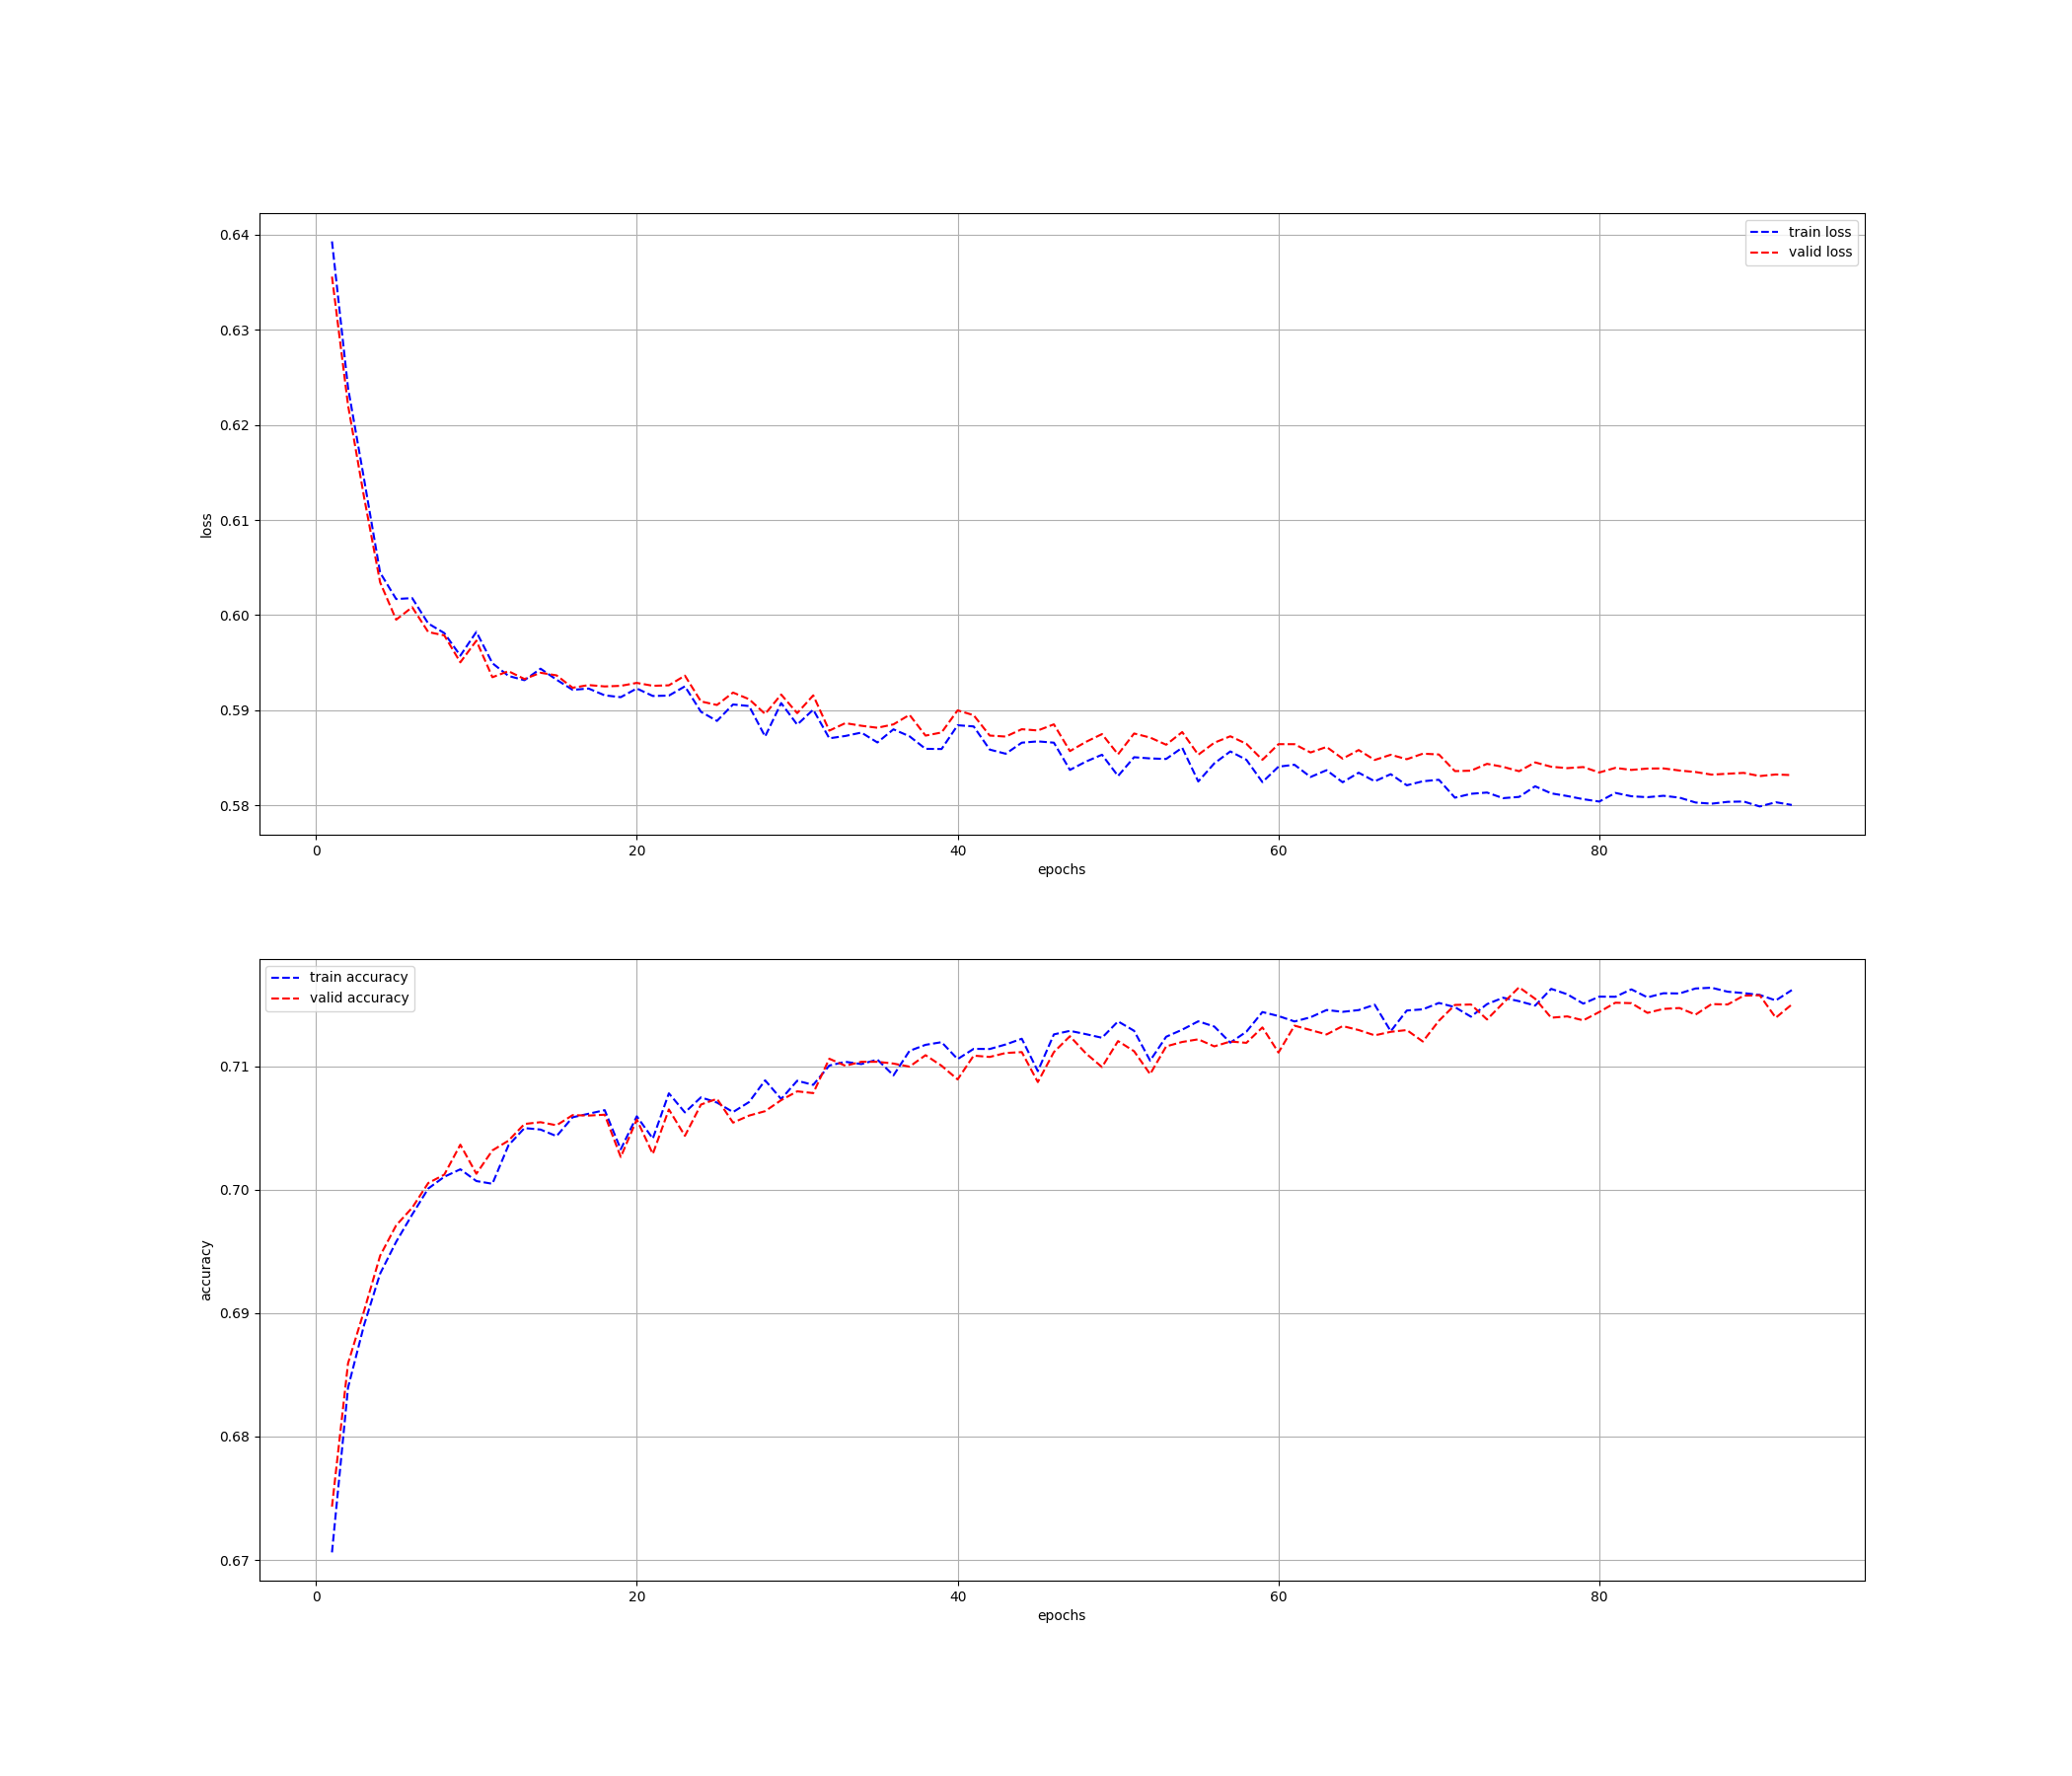 0.64
0.63
0.62
0.61
0.60
0.59
0.58
loss
train loss
valid loss
0 20 40 60 80
epochs
train accuracy
valid accuracy
0.71
0.70
0.69
0.68
0.67
accuracy
0 20 40 60 80
epochs